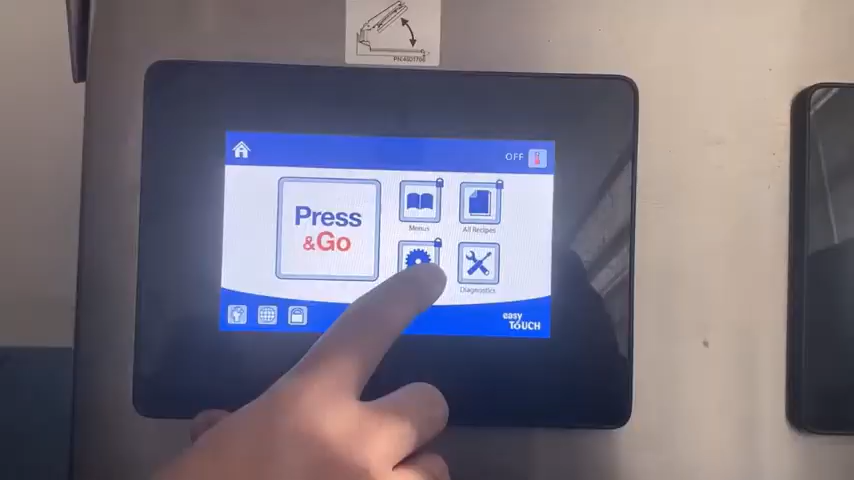 OFF
Press
&Go
Menus
All Recipes
Diagnostics
easy
TOUCH